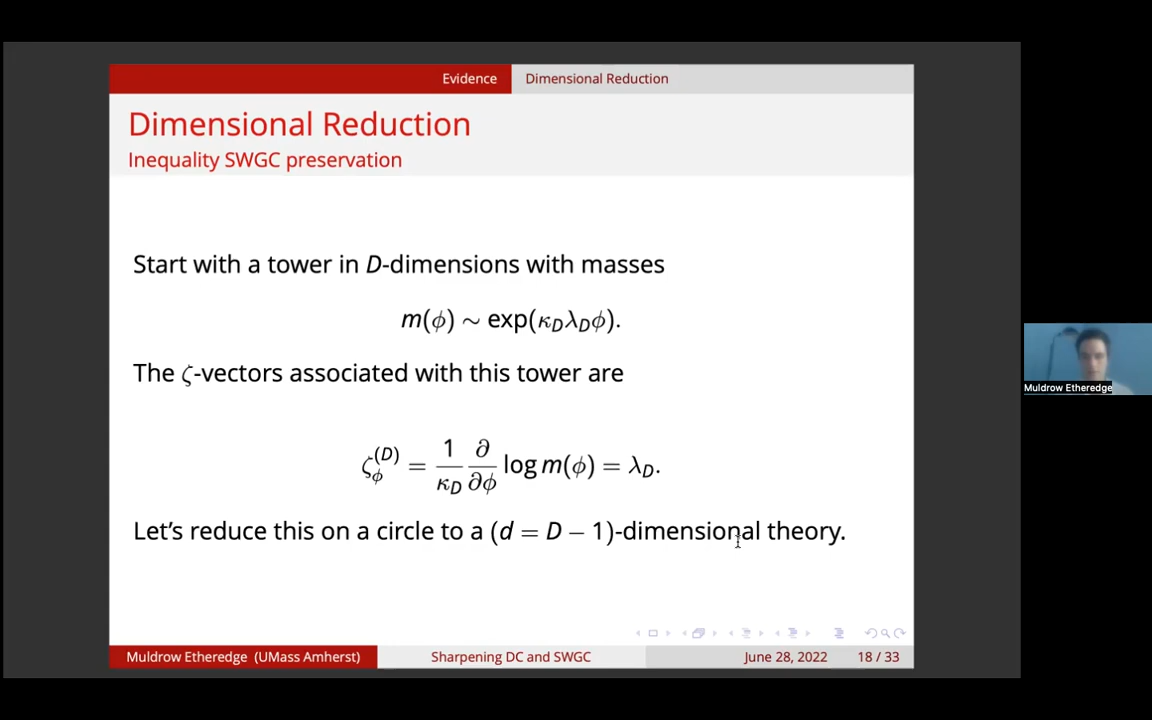 Evidence Dimensional Reduction
Dimensional Reduction
Inequality SWGC preservation
Start with a tower in D-dimensions with masses
m(ϕ) ∼ exp(κ_D λ_D ϕ).
The ζ-vectors associated with this tower are
ζ_ϕ^{(D)} = \frac{1}{κ_D} \frac{∂}{∂ϕ} log m(ϕ) = λ_D.
Let's reduce this on a circle to a (d = D − 1)-dimensional theory.
Muldrow Etheredge (UMass Amherst) Sharpening DC and SWGC June 28, 2022 18 / 33
Muldrow Etheredge